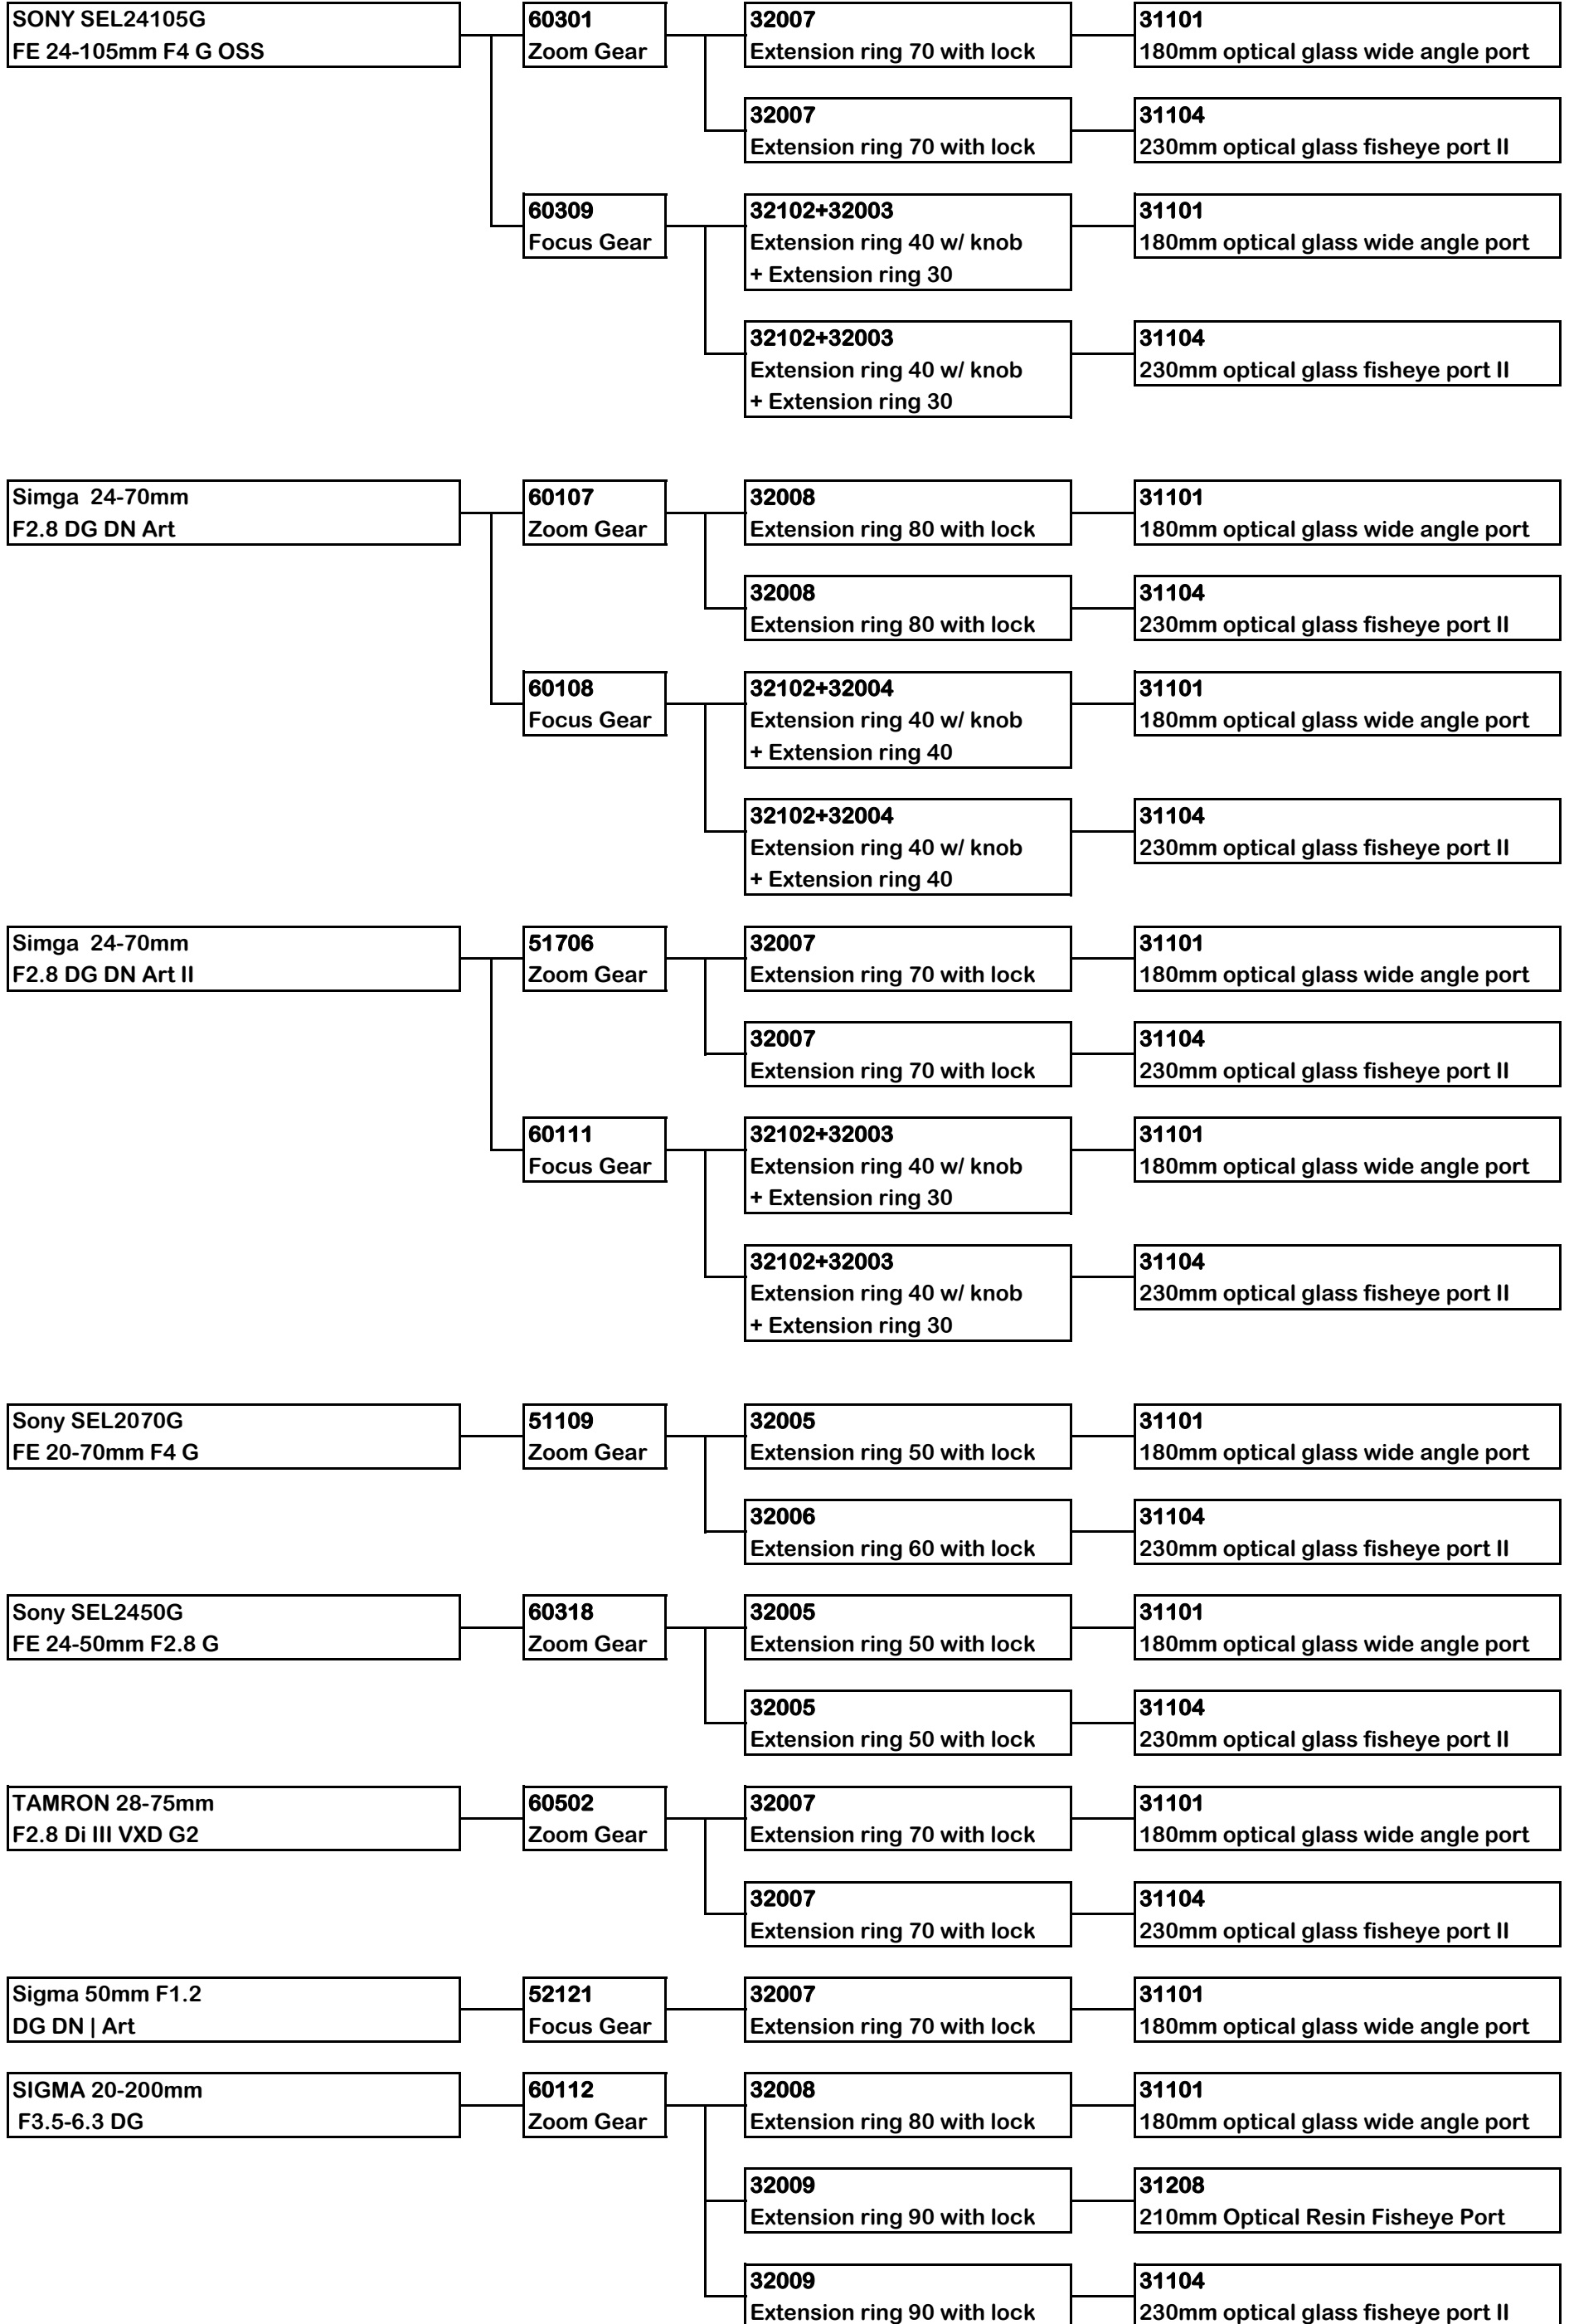 SONY SEL24105G
FE 24-105mm F4 G OSS
60301
Zoom Gear
32007
Extension ring 70 with lock
31101
180mm optical glass wide angle port
32007
Extension ring 70 with lock
31104
230mm optical glass fisheye port II
60309
Focus Gear
32102+32003
Extension ring 40 w/ knob
+ Extension ring 30
31101
180mm optical glass wide angle port
32102+32003
Extension ring 40 w/ knob
+ Extension ring 30
31104
230mm optical glass fisheye port II
Simga  24-70mm
F2.8 DG DN Art
60107
Zoom Gear
32008
Extension ring 80 with lock
31101
180mm optical glass wide angle port
32008
Extension ring 80 with lock
31104
230mm optical glass fisheye port II
60108
Focus Gear
32102+32004
Extension ring 40 w/ knob
+ Extension ring 40
31101
180mm optical glass wide angle port
32102+32004
Extension ring 40 w/ knob
+ Extension ring 40
31104
230mm optical glass fisheye port II
Simga  24-70mm
F2.8 DG DN Art II
51706
Zoom Gear
32007
Extension ring 70 with lock
31101
180mm optical glass wide angle port
32007
Extension ring 70 with lock
31104
230mm optical glass fisheye port II
60111
Focus Gear
32102+32003
Extension ring 40 w/ knob
+ Extension ring 30
31101
180mm optical glass wide angle port
32102+32003
Extension ring 40 w/ knob
+ Extension ring 30
31104
230mm optical glass fisheye port II
Sony SEL2070G
FE 20-70mm F4 G
51109
Zoom Gear
32005
Extension ring 50 with lock
31101
180mm optical glass wide angle port
32006
Extension ring 60 with lock
31104
230mm optical glass fisheye port II
Sony SEL2450G
FE 24-50mm F2.8 G
60318
Zoom Gear
32005
Extension ring 50 with lock
31101
180mm optical glass wide angle port
32005
Extension ring 50 with lock
31104
230mm optical glass fisheye port II
TAMRON 28-75mm
F2.8 Di III VXD G2
60502
Zoom Gear
32007
Extension ring 70 with lock
31101
180mm optical glass wide angle port
32007
Extension ring 70 with lock
31104
230mm optical glass fisheye port II
Sigma 50mm F1.2
DG DN | Art
52121
Focus Gear
32007
Extension ring 70 with lock
31101
180mm optical glass wide angle port
SIGMA 20-200mm
F3.5-6.3 DG
60112
Zoom Gear
32008
Extension ring 80 with lock
31101
180mm optical glass wide angle port
32009
Extension ring 90 with lock
31208
210mm Optical Resin Fisheye Port
32009
Extension ring 90 with lock
31104
230mm optical glass fisheye port II